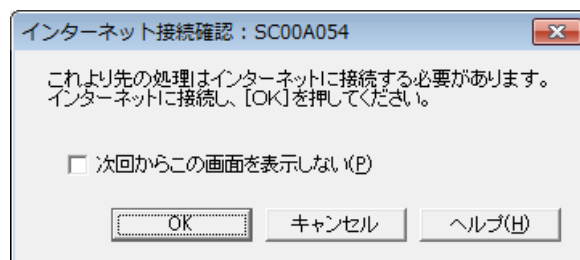 インターネット接続確認：SC00A054
これより先の処理はインターネットに接続する必要があります。
インターネットに接続し、[OK]を押してください。
次回からこの画面を表示しない(P)
OK キャンセル ヘルプ(H)